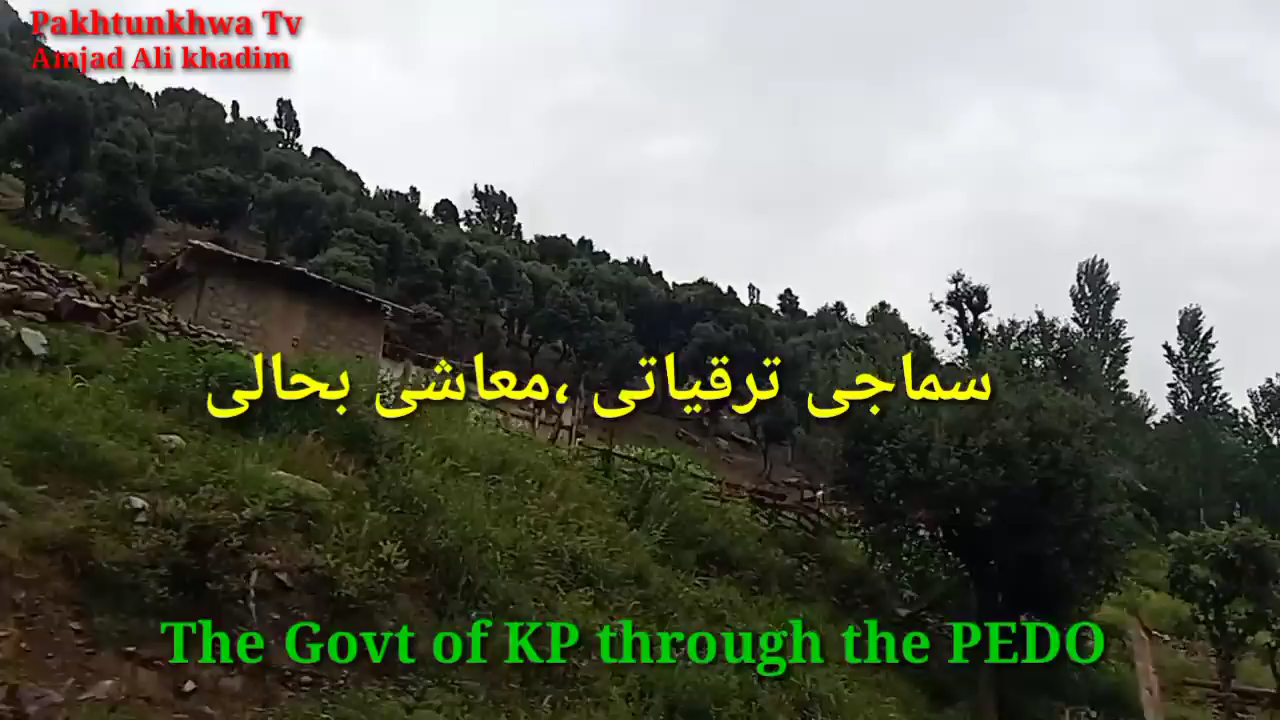 Pakhtunkhwa Tv
Amjad Ali khadim
سماجی ترقیاتی ،معاشی بحالی
The Govt of KP through the PEDO